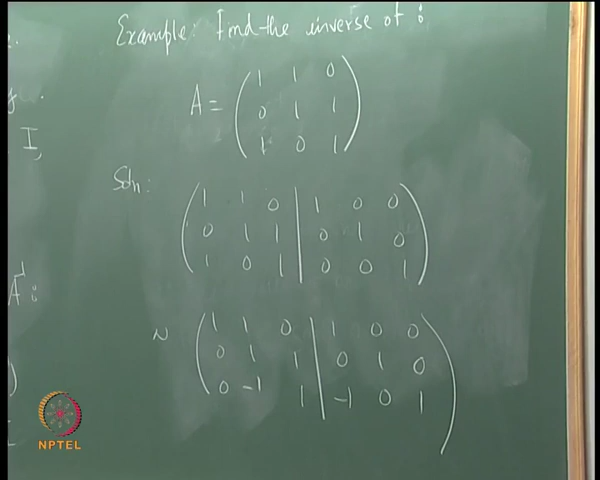 Example: Find the inverse of :
A = ( 1 1 0
0 1 1
1 0 1 )
I,
Soln:
( 1 1 0 | 1 0 0
0 1 1 | 0 1 0
1 0 1 | 0 0 1 )
~ ( 1 1 0 | 1 0 0
0 1 1 | 0 1 0
0 -1 1 | -1 0 1 )
NPTEL